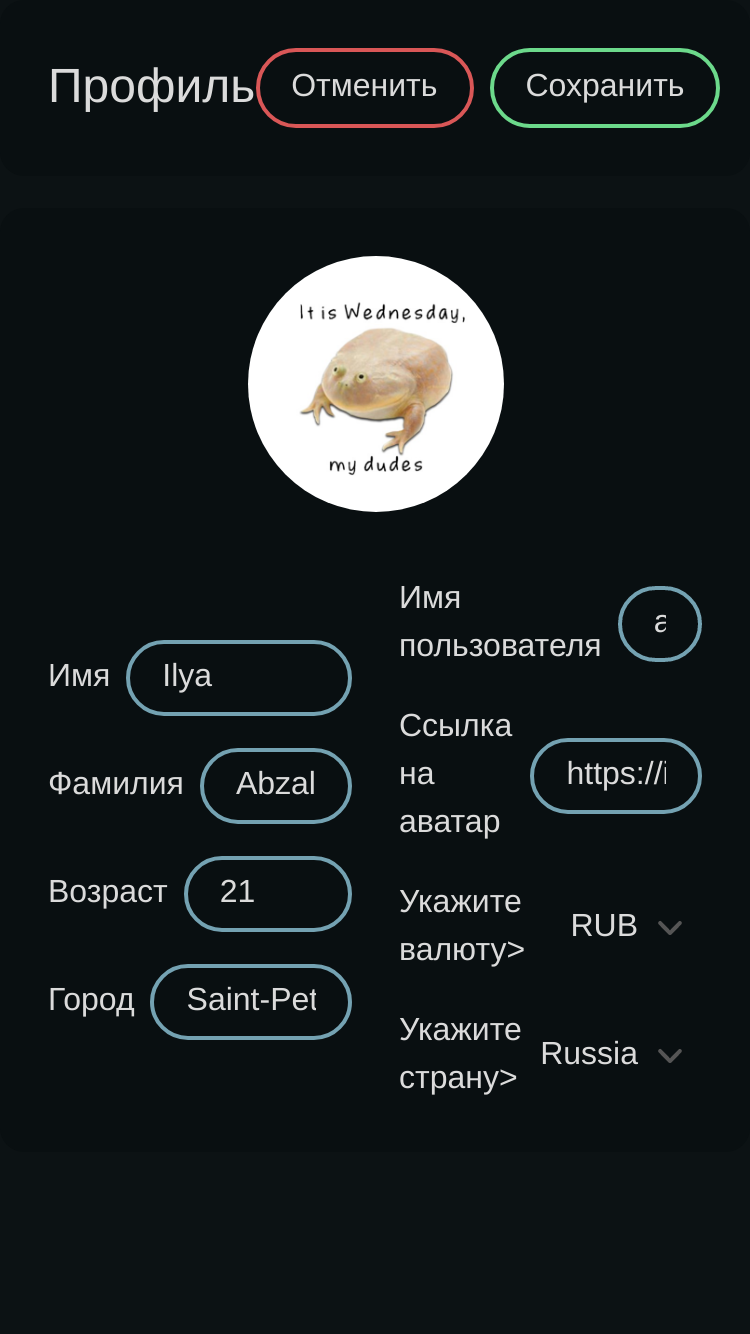 Профиль
Отменить
Сохранить
It is Wednesday,
my dudes
Имя
Ilya
Фамилия
Abzal
Возраст
21
Город
Saint-Pet
Имя
пользователя
a
Ссылка
на
аватар
https://i
Укажите
валюту>
RUB
Укажите
страну>
Russia